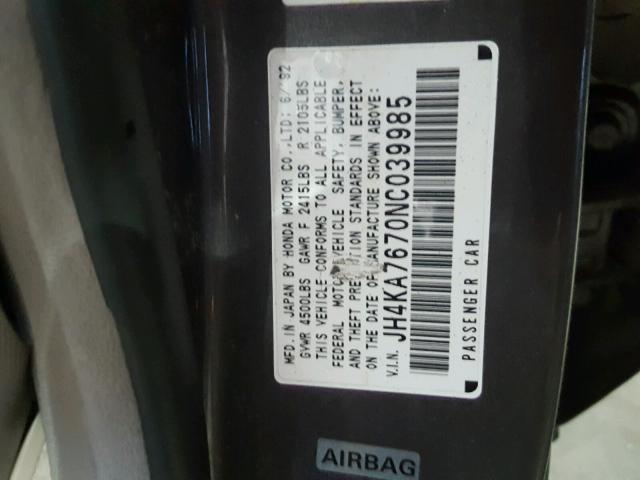 MFD. IN JAPAN BY HONDA MOTOR CO., LTD: 6/'92
GVWR 4500LBS GAWR F 2415LBS R 2105LBS
THIS VEHICLE CONFORMS TO ALL APPLICABLE
FEDERAL MOTOR VEHICLE SAFETY, BUMPER,
AND THEFT PREVENTION STANDARDS IN EFFECT
ON THE DATE OF MANUFACTURE SHOWN ABOVE:
V.I.N. JH4KA7670NC039985
PASSENGER CAR
AIRBAG